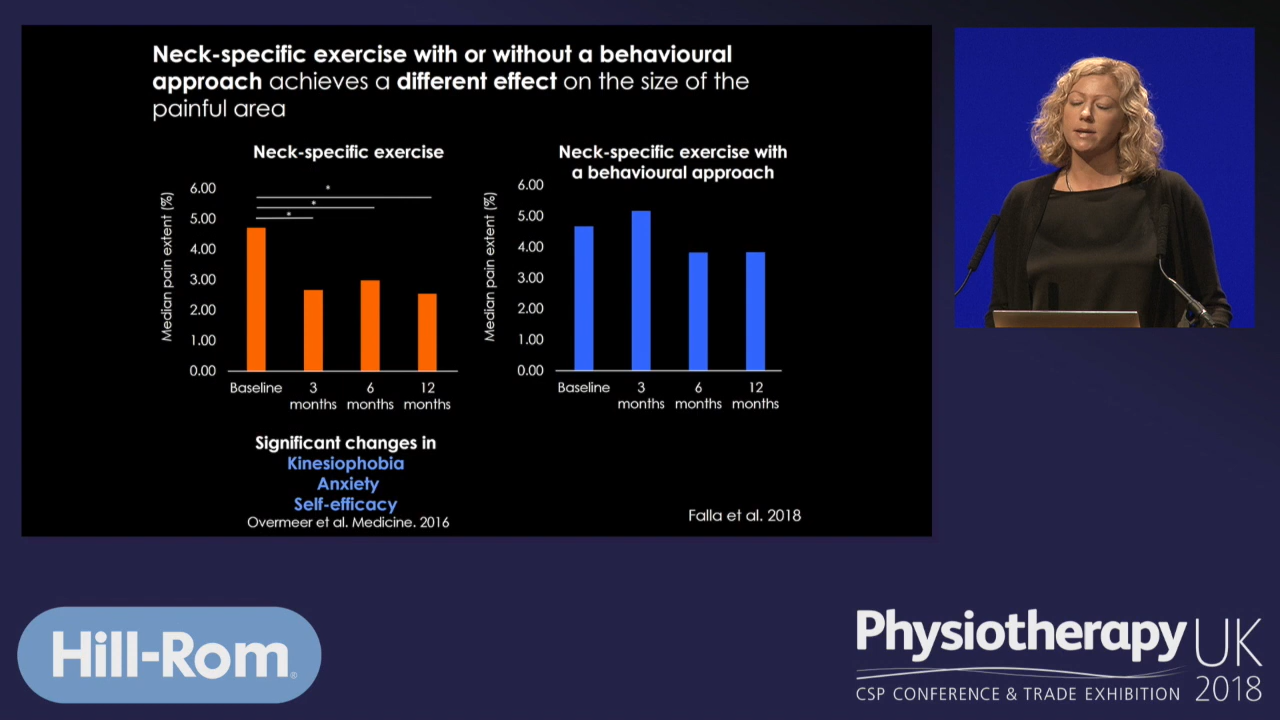 Neck-specific exercise with or without a behavioural
approach achieves a different effect on the size of the
painful area
Neck-specific exercise
Median pain extent (%)
6.00
5.00
4.00
3.00
2.00
1.00
0.00
*
*
*
Baseline
3
months
6
months
12
months
Neck-specific exercise with
a behavioural approach
Median pain extent (%)
6.00
5.00
4.00
3.00
2.00
1.00
0.00
Baseline
3
months
6
months
12
months
Significant changes in
Kinesiophobia
Anxiety
Self-efficacy
Overmeer et al. Medicine. 2016
Falla et al. 2018
Hill-Rom®
Physiotherapy UK
CSP CONFERENCE & TRADE EXHIBITION 2018